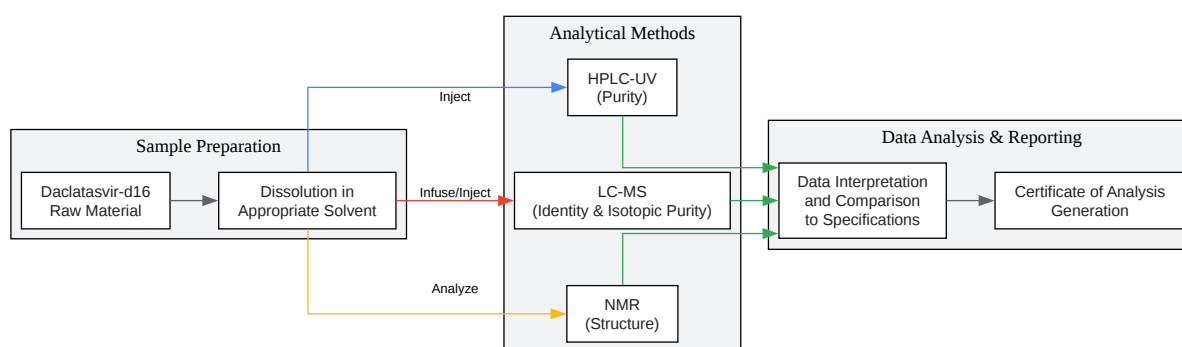 Sample Preparation
Daclatasvir-d16
Raw Material
Dissolution in
Appropriate Solvent
Inject
Infuse/Inject
Analyze
Analytical Methods
HPLC-UV
(Purity)
LC-MS
(Identity & Isotopic Purity)
NMR
(Structure)
Data Analysis & Reporting
Data Interpretation
and Comparison
to Specifications
Certificate of Analysis
Generation